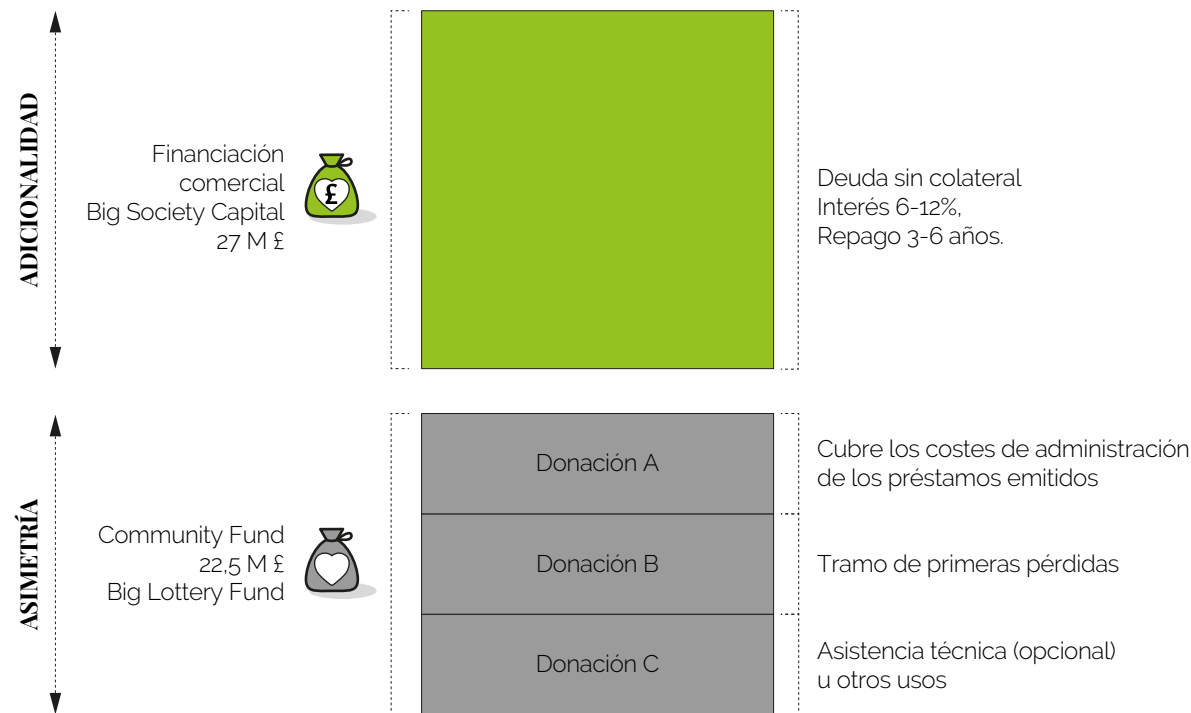 ADICIONALIDAD
Financiación
comercial
Big Society Capital
27 M £
£
Deuda sin colateral
Interés 6-12%,
Repago 3-6 años.
ASIMETRÍA
Community Fund
22,5 M £
Big Lottery Fund
Donación A
Cubre los costes de administración
de los préstamos emitidos
Donación B
Tramo de primeras pérdidas
Donación C
Asistencia técnica (opcional)
u otros usos